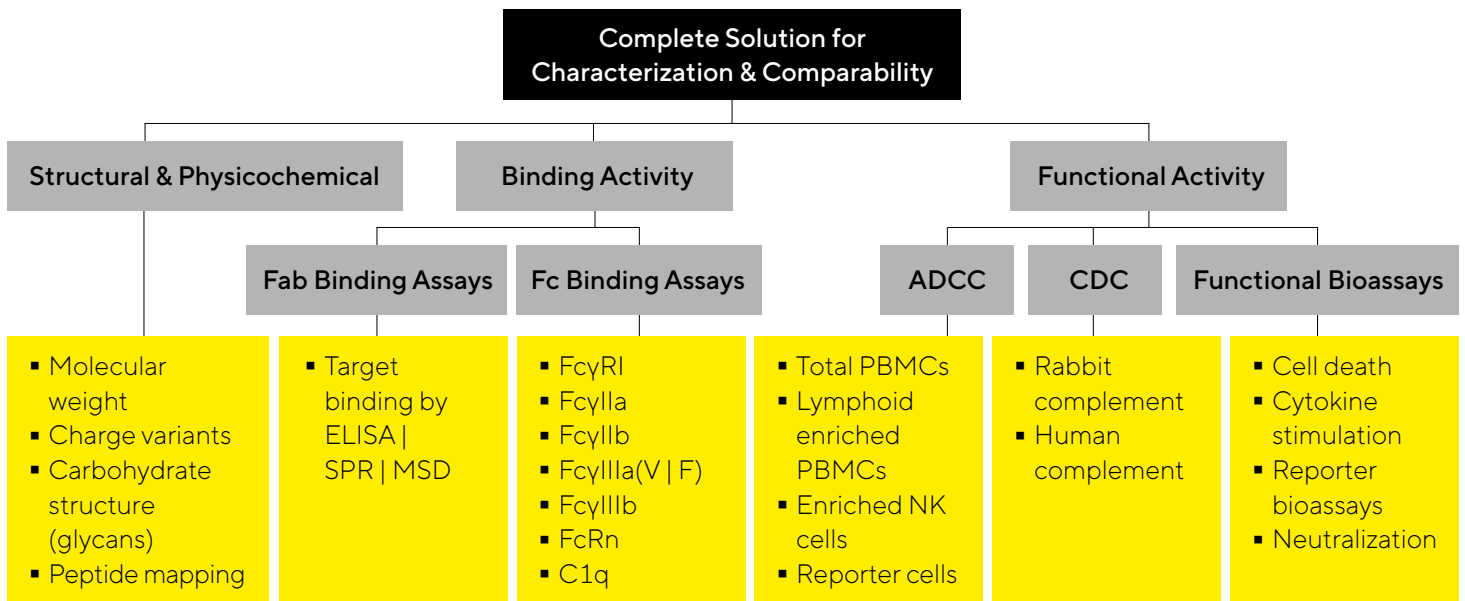 Complete Solution for
Characterization & Comparability
Structural & Physicochemical
Binding Activity
Functional Activity
Fab Binding Assays
Fc Binding Assays
ADCC
CDC
Functional Bioassays
▪ Molecular
weight
▪ Charge variants
▪ Carbohydrate
structure
(glycans)
▪ Peptide mapping
▪ Target
binding by
ELISA |
SPR | MSD
▪ FcγRI
▪ FcγIIa
▪ FcγIIb
▪ FcγIIIa(V | F)
▪ FcγIIIb
▪ FcRn
▪ C1q
▪ Total PBMCs
▪ Lymphoid
enriched
PBMCs
▪ Enriched NK
cells
▪ Reporter cells
▪ Rabbit
complement
▪ Human
complement
▪ Cell death
▪ Cytokine
stimulation
▪ Reporter
bioassays
▪ Neutralization